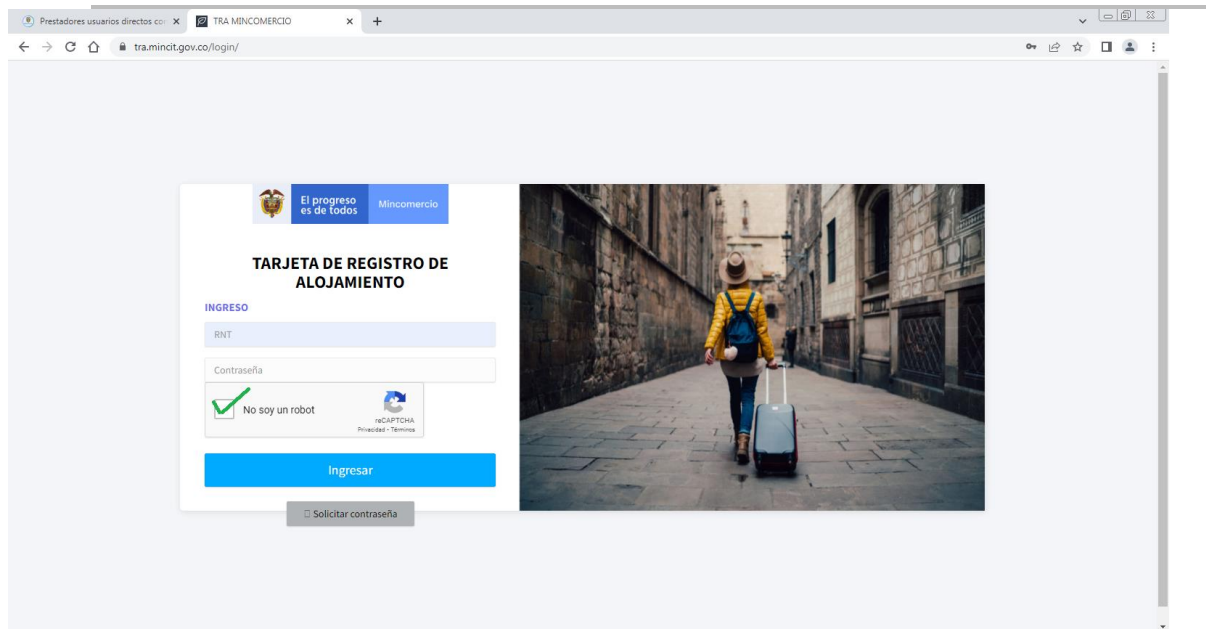 Prestadores usuarios directos con
TRA MINCOMERCIO
tra.mincit.gov.co/login/
El progreso
es de todos
Mincomercio
TARJETA DE REGISTRO DE
ALOJAMIENTO
INGRESO
RNT
Contraseña
No soy un robot
reCAPTCHA
Privacidad - Términos
Ingresar
Solicitar contraseña